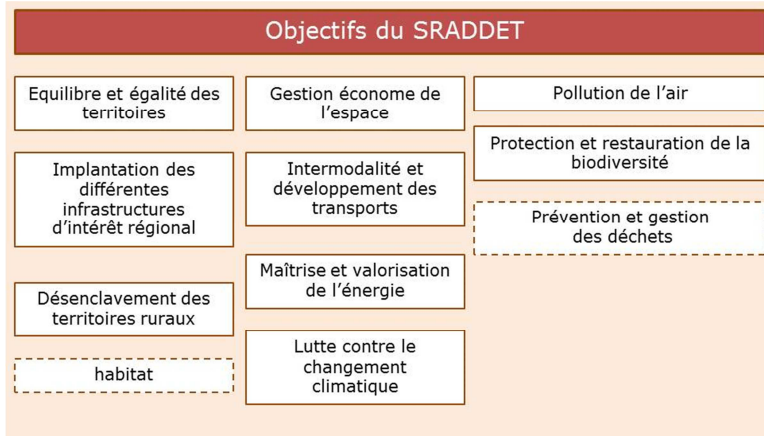 Objectifs du SRADDET
Equilibre et égalité des
territoires
Implantation des
différentes
infrastructures
d’intérêt régional
Désenclavement des
territoires ruraux
habitat
Gestion économe de
l’espace
Intermodalité et
développement des
transports
Maîtrise et valorisation
de l’énergie
Lutte contre le
changement
climatique
Pollution de l’air
Protection et restauration de la
biodiversité
Prévention et gestion
des déchets